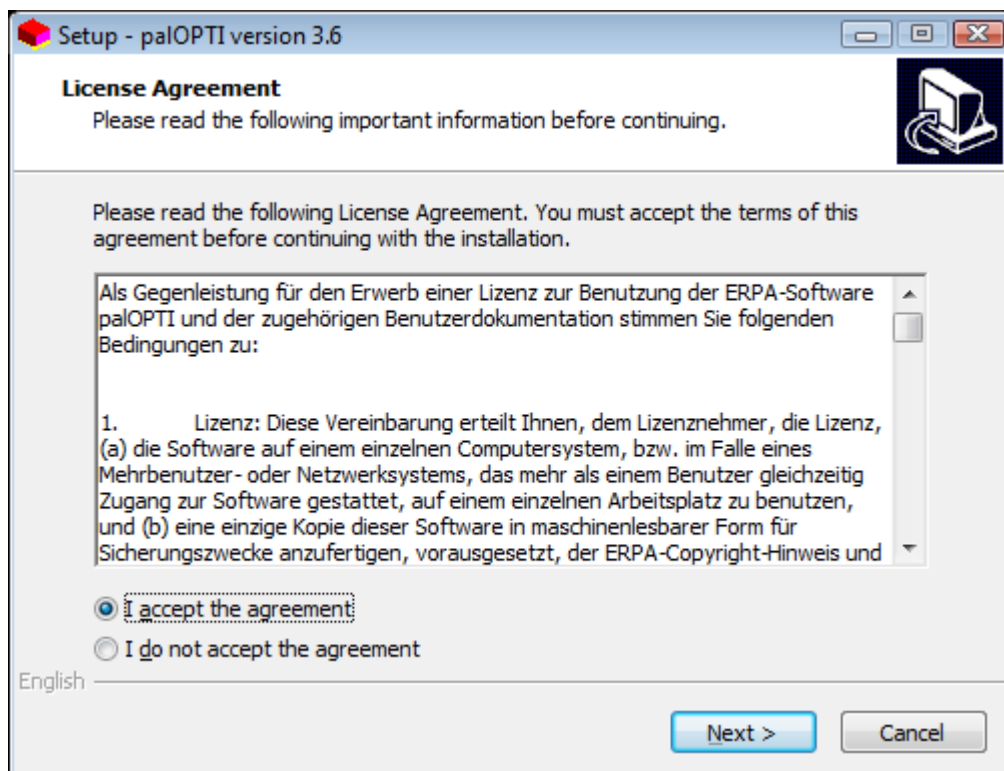 Setup - palOPTI version 3.6
License Agreement
Please read the following important information before continuing.
Please read the following License Agreement. You must accept the terms of this
agreement before continuing with the installation.
Als Gegenleistung für den Erwerb einer Lizenz zur Benutzung der ERPA-Software
palOPTI und der zugehörigen Benutzerdokumentation stimmen Sie folgenden
Bedingungen zu:
1. Lizenz: Diese Vereinbarung erteilt Ihnen, dem Lizenznehmer, die Lizenz,
(a) die Software auf einem einzelnen Computersystem, bzw. im Falle eines
Mehrbenutzer- oder Netzwerksystems, das mehr als einem Benutzer gleichzeitig
Zugang zur Software gestattet, auf einem einzelnen Arbeitsplatz zu benutzen,
und (b) eine einzige Kopie dieser Software in maschinenlesbarer Form für
Sicherungszwecke anzufertigen, vorausgesetzt, der ERPA-Copyright-Hinweis und
I accept the agreement
I do not accept the agreement
English
Next >
Cancel